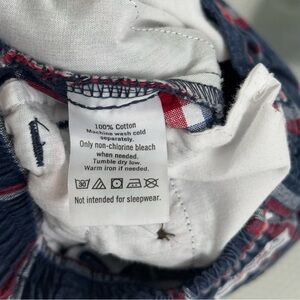 100% Cotton
Machine wash cold
separately.
Only non-chlorine bleach
when needed.
Tumble dry low.
Warm iron if needed.
30
Not intended for sleepwear.